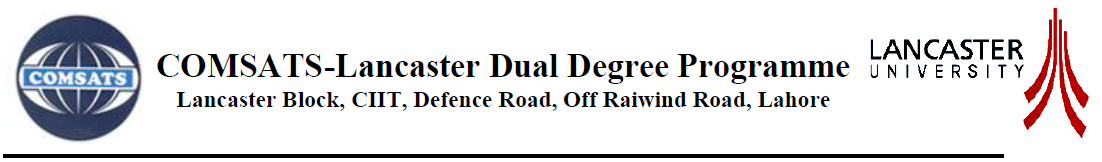 COMSATS
COMSATS-Lancaster Dual Degree Programme
Lancaster Block, CIIT, Defence Road, Off Raiwind Road, Lahore
LANCASTER
UNIVERSITY